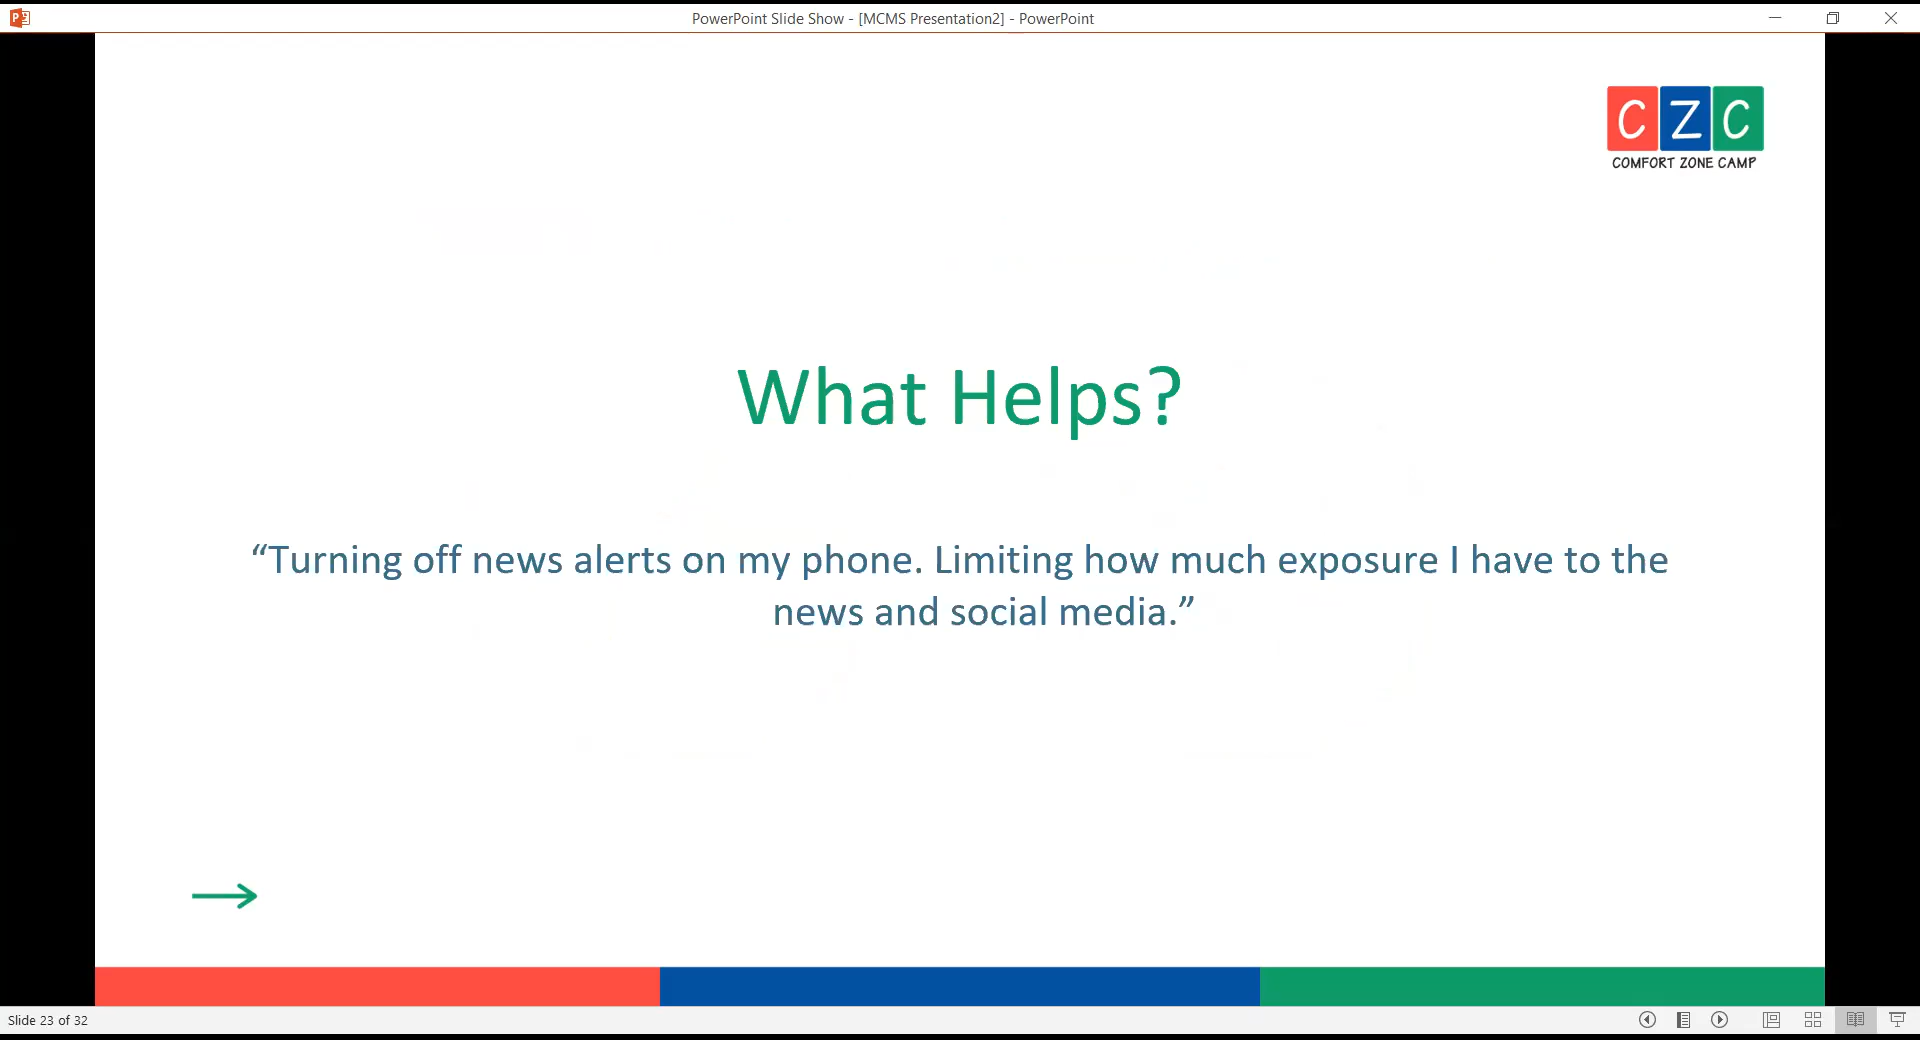 PowerPoint Slide Show - [MCMS Presentation2] - PowerPoint
C Z C
COMFORT ZONE CAMP
What Helps?
“Turning off news alerts on my phone. Limiting how much exposure I have to the
news and social media.”
Slide 23 of 32